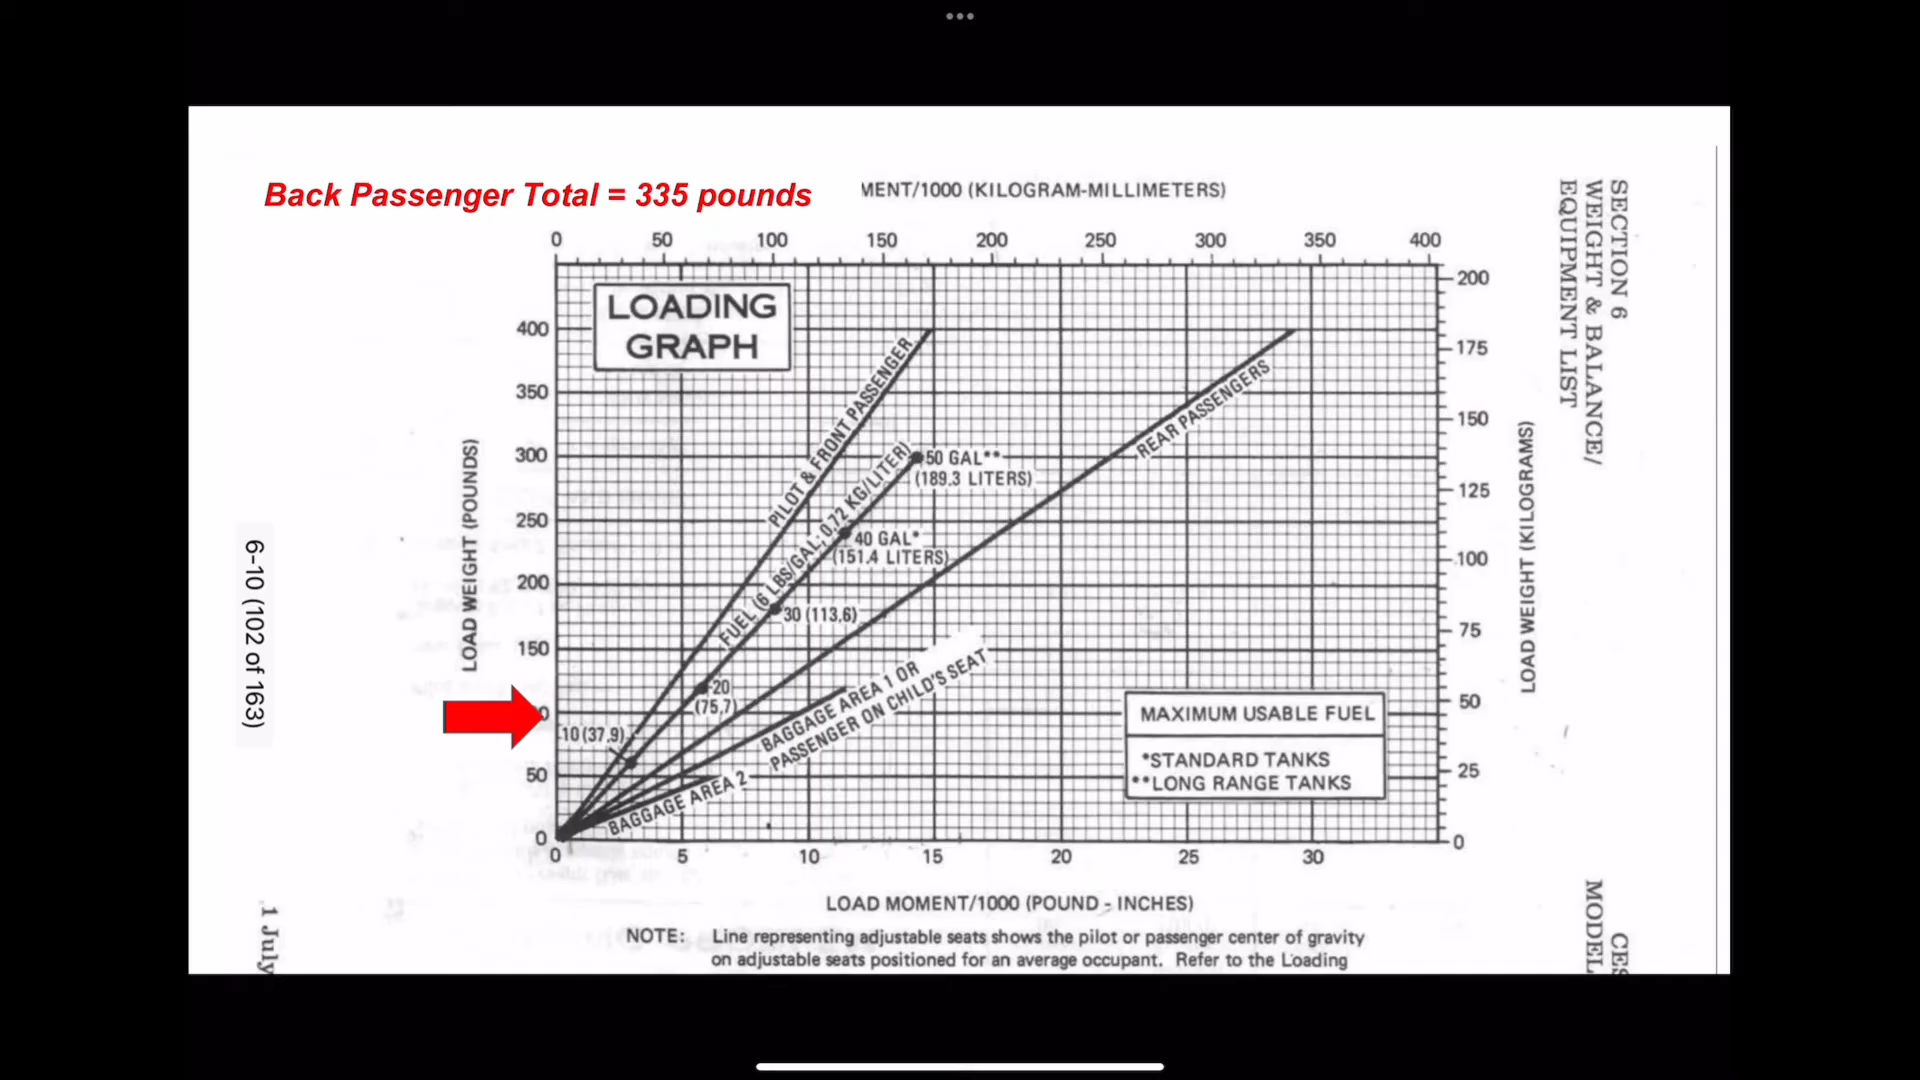 Back Passenger Total = 335 pounds
MENT/1000 (KILOGRAM-MILLIMETERS)
0 50 100 150 200 250 300 350 400
LOADING
GRAPH
400
350
300
250
200
150
50
0
LOAD WEIGHT (POUNDS)
PILOT & FRONT PASSENGER
FUEL (6 LBS/GAL; 0.72 KG/LITER)
REAR PASSENGERS
50 GAL**
(189.3 LITERS)
40 GAL*
(151.4 LITERS)
30 (113,6)
20
(75,7)
10 (37,9)
BAGGAGE AREA 1 OR
PASSENGER ON CHILD'S SEAT
BAGGAGE AREA 2
MAXIMUM USABLE FUEL
*STANDARD TANKS
**LONG RANGE TANKS
200
175
150
125
100
75
50
25
0
LOAD WEIGHT (KILOGRAMS)
0 5 10 15 20 25 30
LOAD MOMENT/1000 (POUND - INCHES)
NOTE: Line representing adjustable seats shows the pilot or passenger center of gravity
on adjustable seats positioned for an average occupant. Refer to the Loading
6-10 (102 of 163)
1 July
SECTION 6
WEIGHT & BALANCE/
EQUIPMENT LIST
CES
MODEL